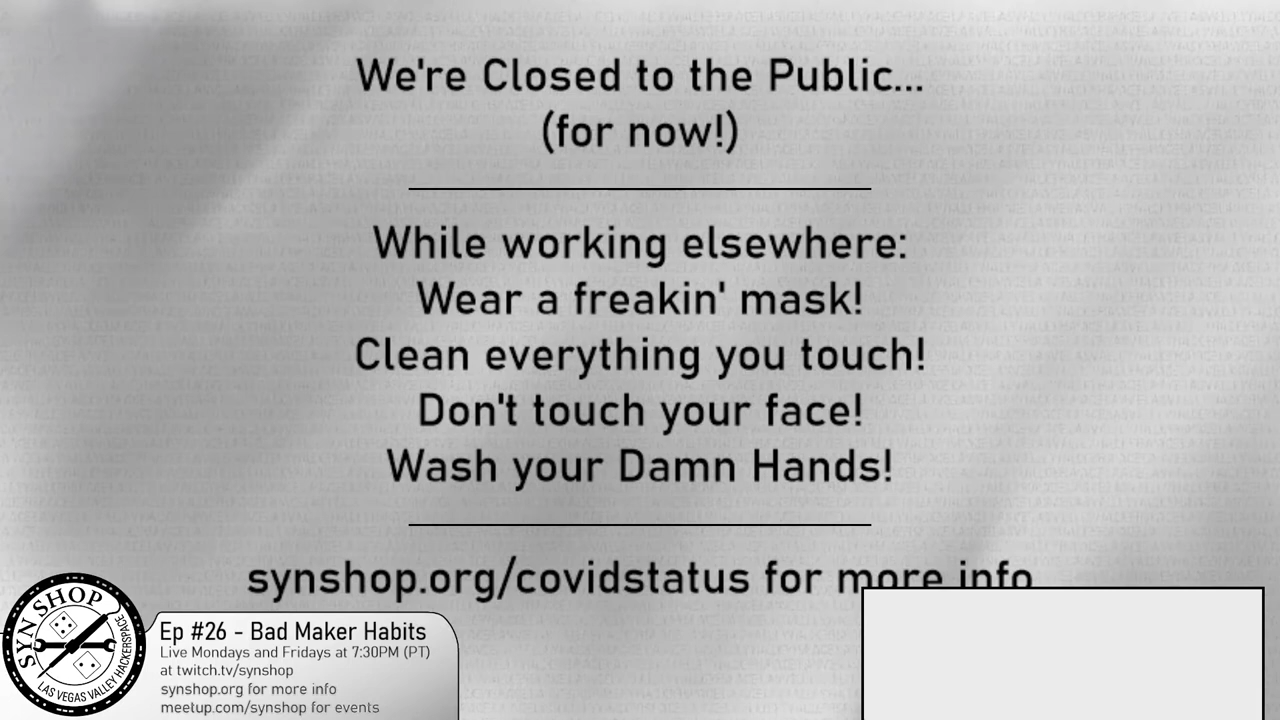 We're Closed to the Public...
(for now!)
While working elsewhere:
Wear a freakin' mask!
Clean everything you touch!
Don't touch your face!
Wash your Damn Hands!
synshop.org/covidstatus for more info
SYN SHOP
LAS VEGAS VALLEY HACKERSPACE
Ep #26 - Bad Maker Habits
Live Mondays and Fridays at 7:30PM (PT)
at twitch.tv/synshop
synshop.org for more info
meetup.com/synshop for events